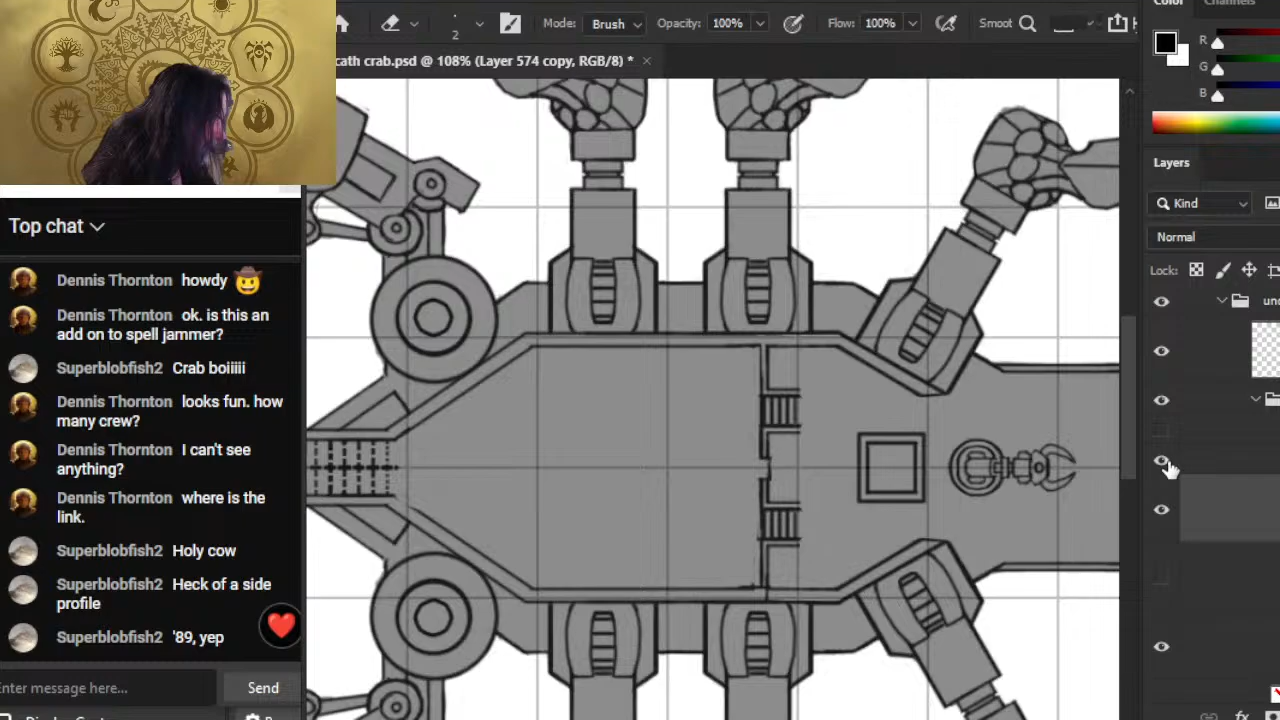 2
Mode:
Brush
Opacity:
100%
Flow:
100%
Smoot
cath crab.psd @ 108% (Layer 574 copy, RGB/8) *
Color
Channels
R
G
B
Layers
Kind
Normal
Lock:
Top chat
Dennis Thornton howdy 🤠
Dennis Thornton ok. is this an
add on to spell jammer?
Superblobfish2 Crab boiiiii
Dennis Thornton looks fun. how
many crew?
Dennis Thornton I can't see
anything?
Dennis Thornton where is the
link.
Superblobfish2 Holy cow
Superblobfish2 Heck of a side
profile
Superblobfish2 '89, yep
Enter message here...
Send
fx